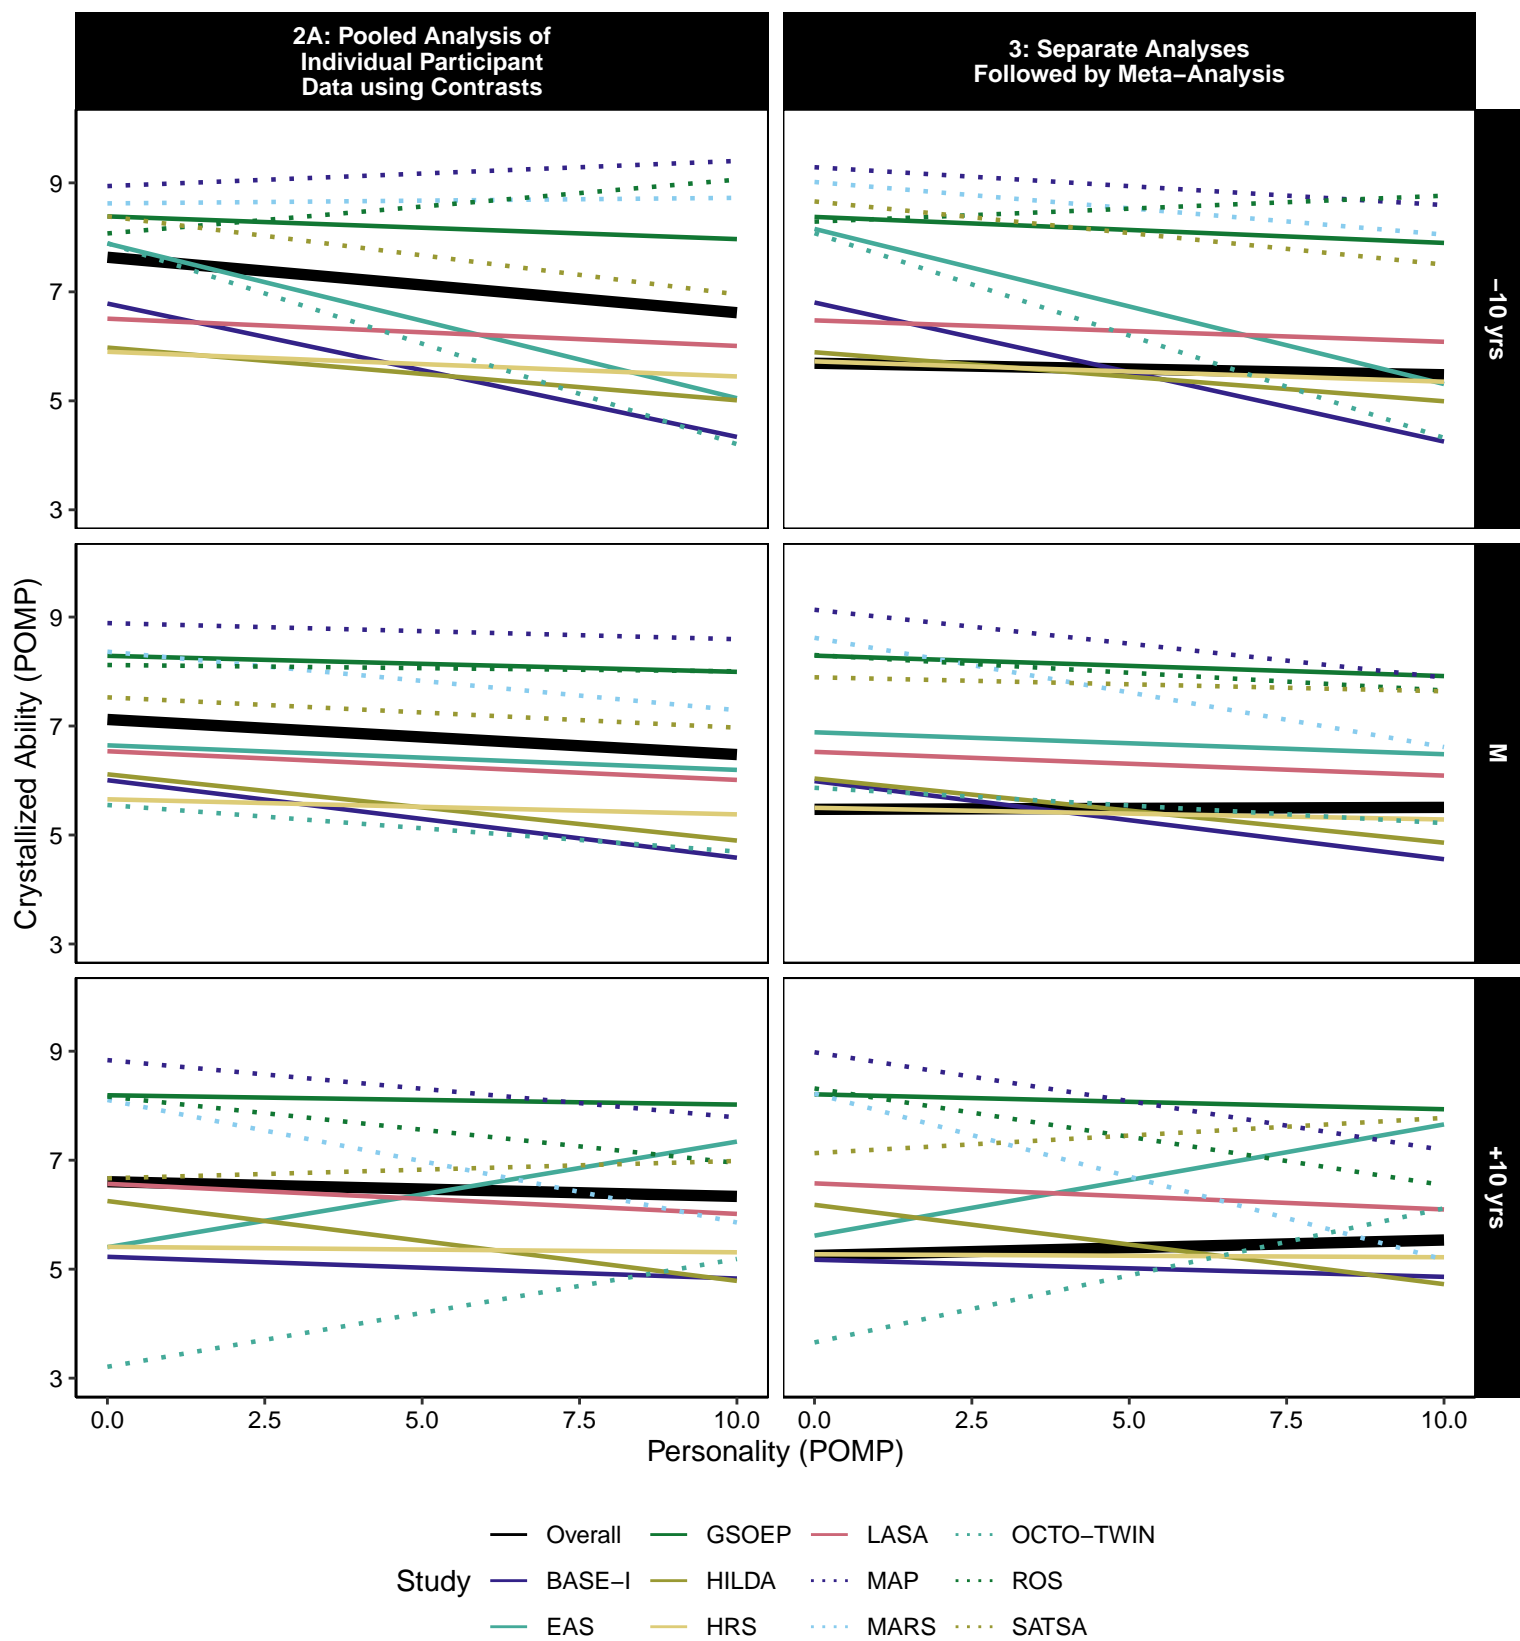 2A: Pooled Analysis of
Individual Participant
Data using Contrasts
3: Separate Analyses
Followed by Meta−Analysis
9
7
5
3
−10 yrs
Crystallized Ability (POMP)
9
7
5
3
M
9
7
5
3
+10 yrs
0.0 2.5 5.0 7.5 10.0 0.0 2.5 5.0 7.5 10.0
Personality (POMP)
Overall GSOEP LASA OCTO−TWIN
Study BASE−I HILDA MAP ROS
EAS HRS MARS SATSA